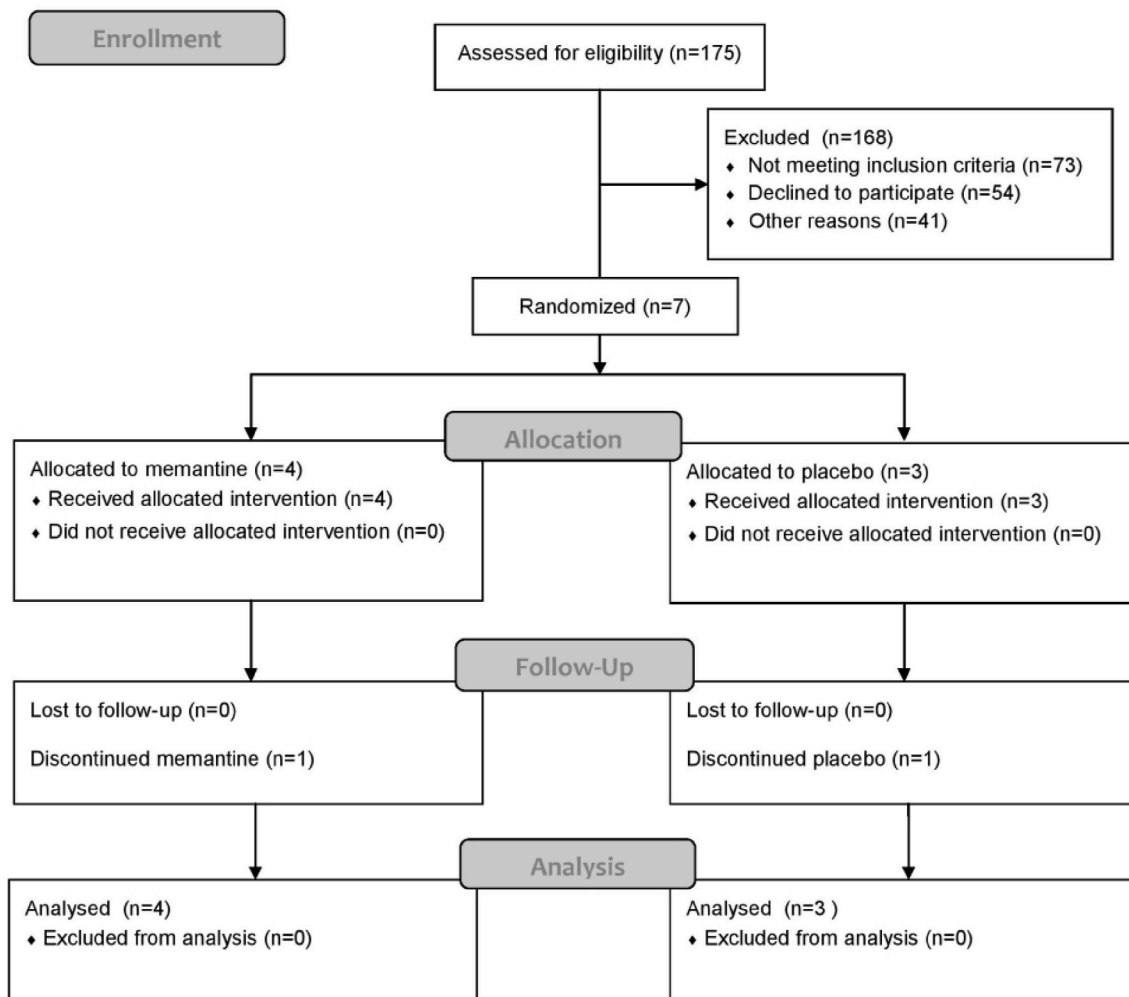 Enrollment
Assessed for eligibility (n=175)
Excluded (n=168)
♦ Not meeting inclusion criteria (n=73)
♦ Declined to participate (n=54)
♦ Other reasons (n=41)
Randomized (n=7)
Allocation
Allocated to memantine (n=4)
♦ Received allocated intervention (n=4)
♦ Did not receive allocated intervention (n=0)
Allocated to placebo (n=3)
♦ Received allocated intervention (n=3)
♦ Did not receive allocated intervention (n=0)
Follow-Up
Lost to follow-up (n=0)
Discontinued memantine (n=1)
Lost to follow-up (n=0)
Discontinued placebo (n=1)
Analysis
Analysed (n=4)
♦ Excluded from analysis (n=0)
Analysed (n=3 )
♦ Excluded from analysis (n=0)